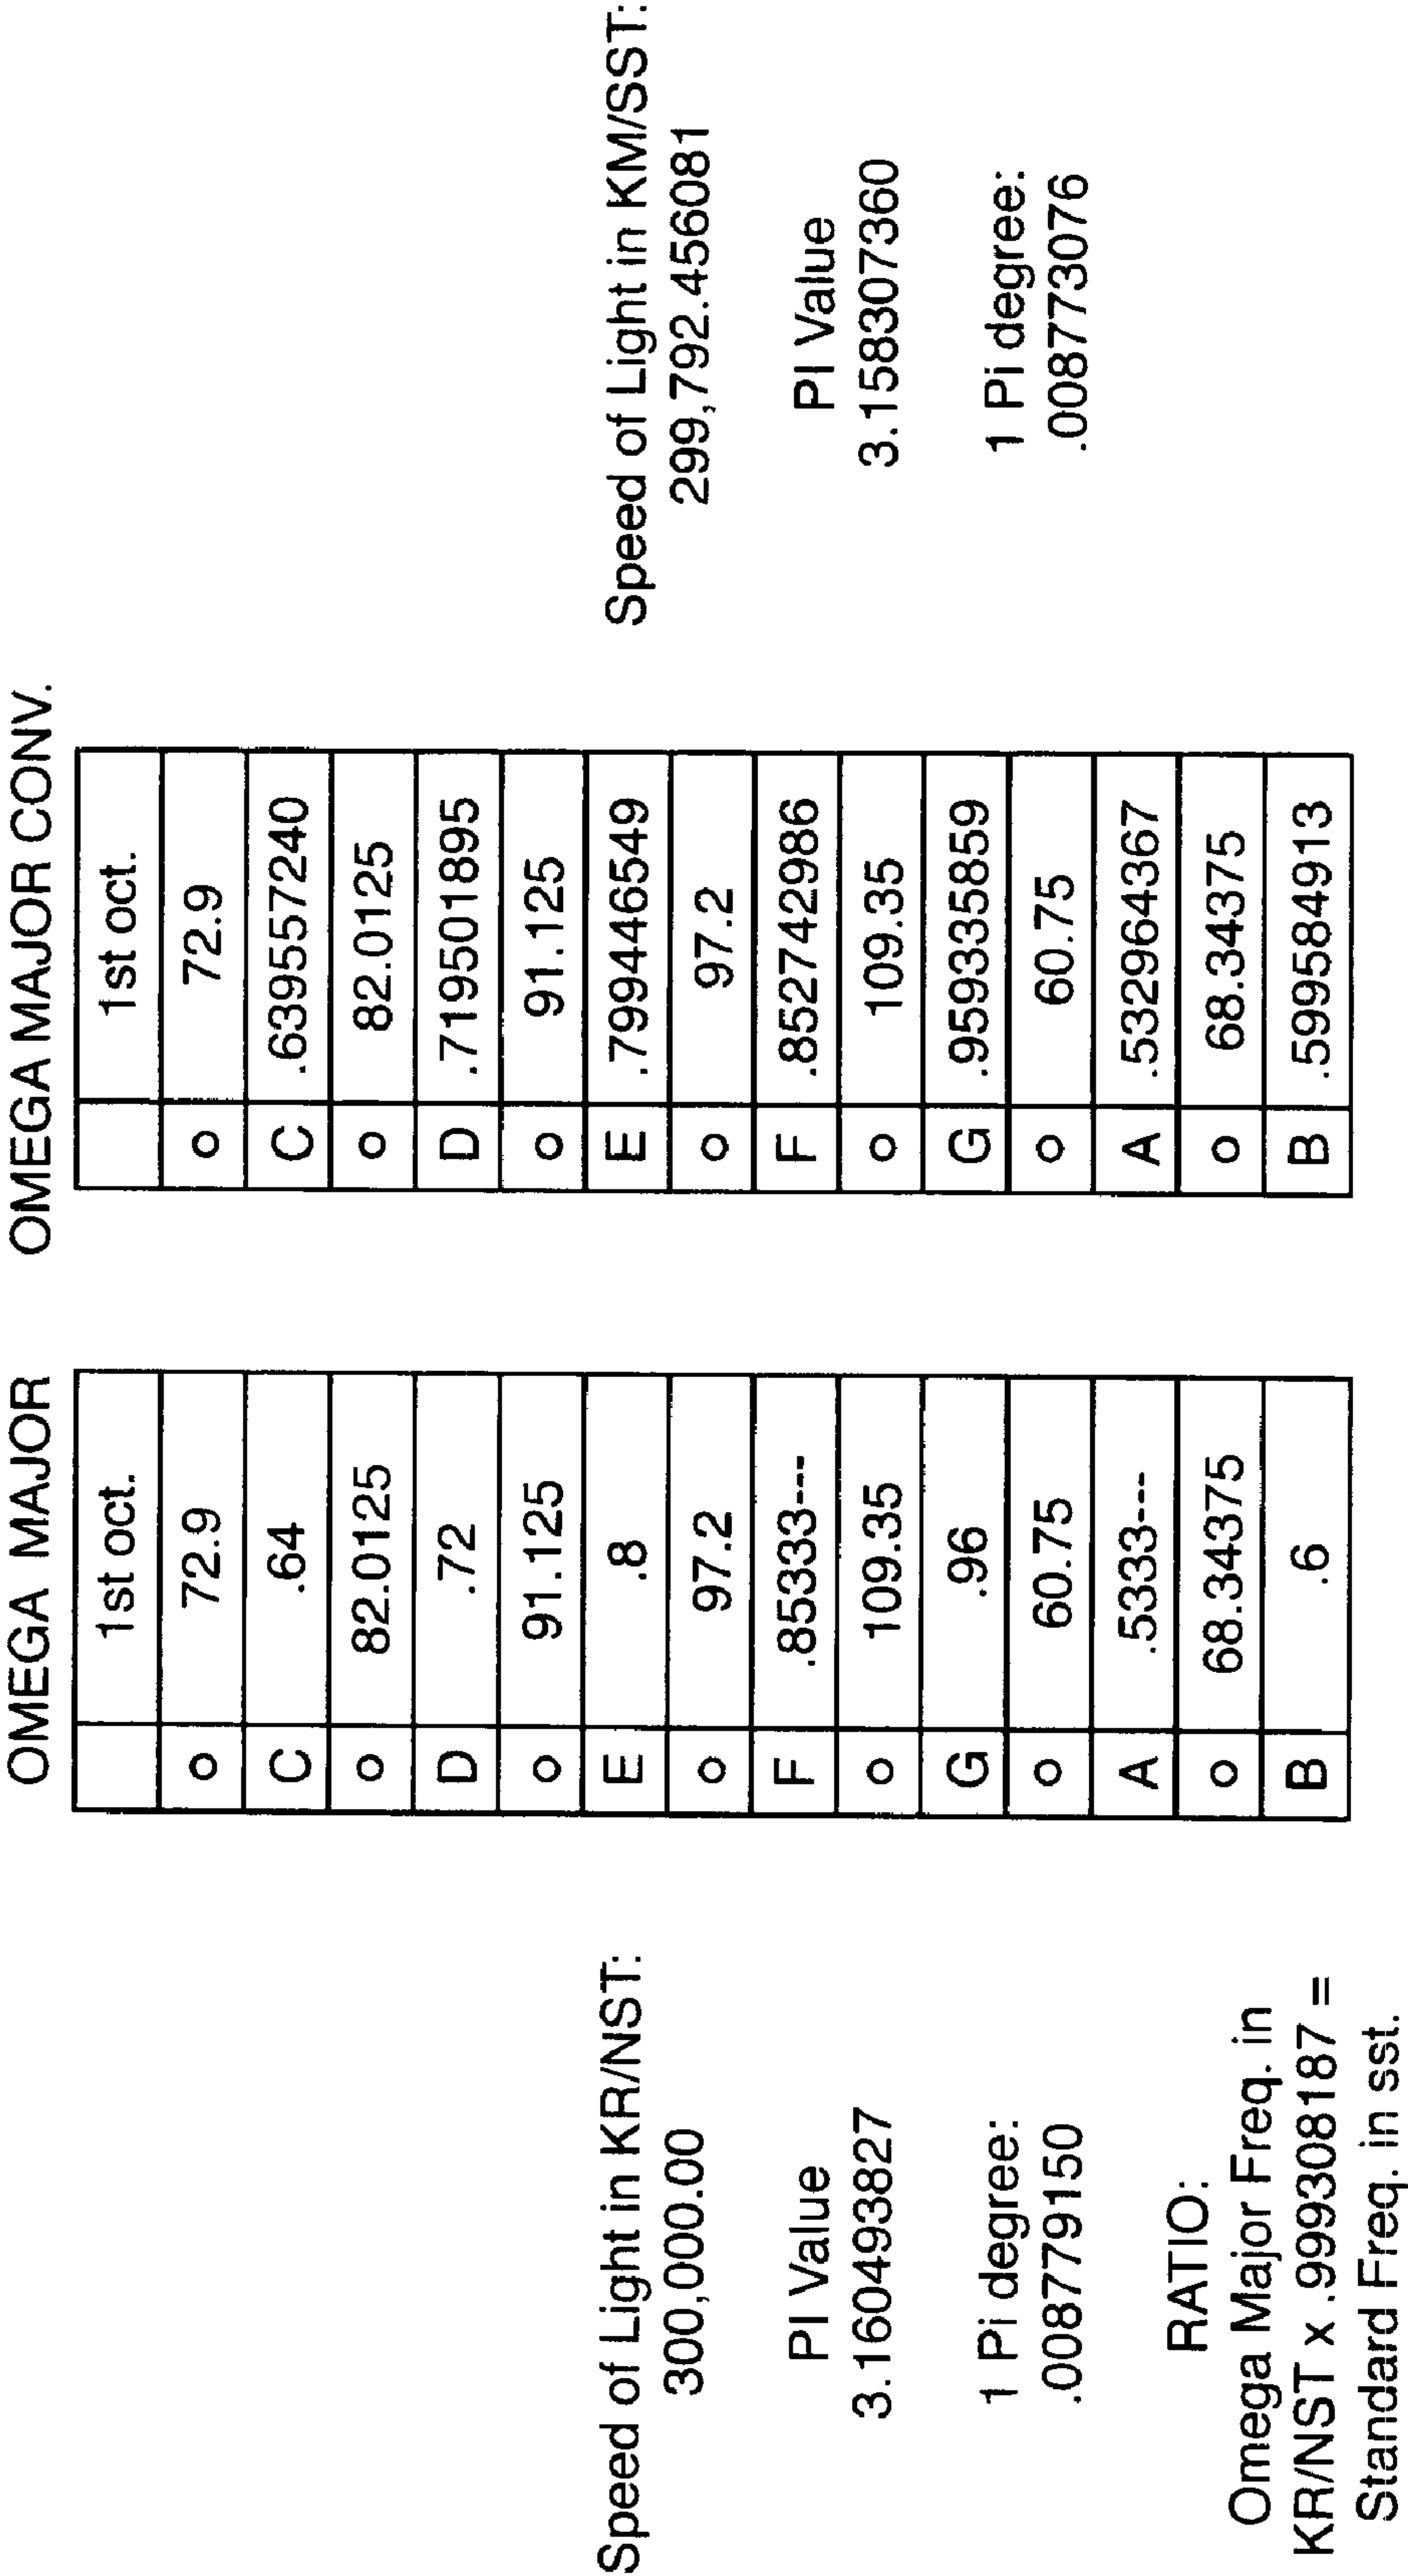 OMEGA MAJOR
1st oct.
o 72.9
C .64
o 82.0125
D .72
o 91.125
E .8
o 97.2
F .85333---
o 109.35
G .96
o 60.75
A .5333---
o 68.34375
B .6
Speed of Light in KR/NST:
300,000.00
PI Value
3.160493827
1 Pi degree:
.008779150
RATIO:
Omega Major Freq. in
KR/NST x .999308187 =
Standard Freq. in sst.
OMEGA MAJOR CONV.
1st oct.
o 72.9
C .639557240
o 82.0125
D .719501895
o 91.125
E .799446549
o 97.2
F .852742986
o 109.35
G .959335859
o 60.75
A .532964367
o 68.34375
B .599584913
Speed of Light in KM/SST:
299,792.456081
PI Value
3.158307360
1 Pi degree:
.008773076